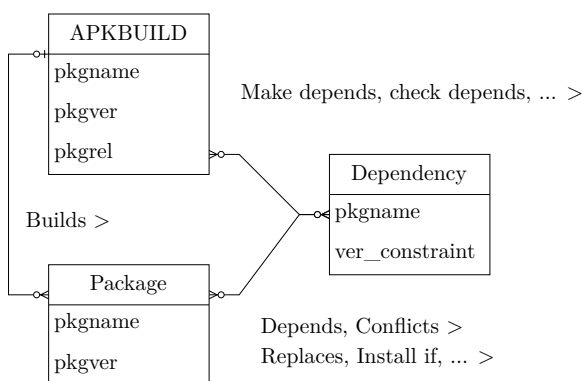 APKBUILD
pkgname
pkgver
pkgrel
Make depends, check depends, ... >
Dependency
pkgname
ver_constraint
Builds >
Package
pkgname
pkgver
Depends, Conflicts >
Replaces, Install if, ... >